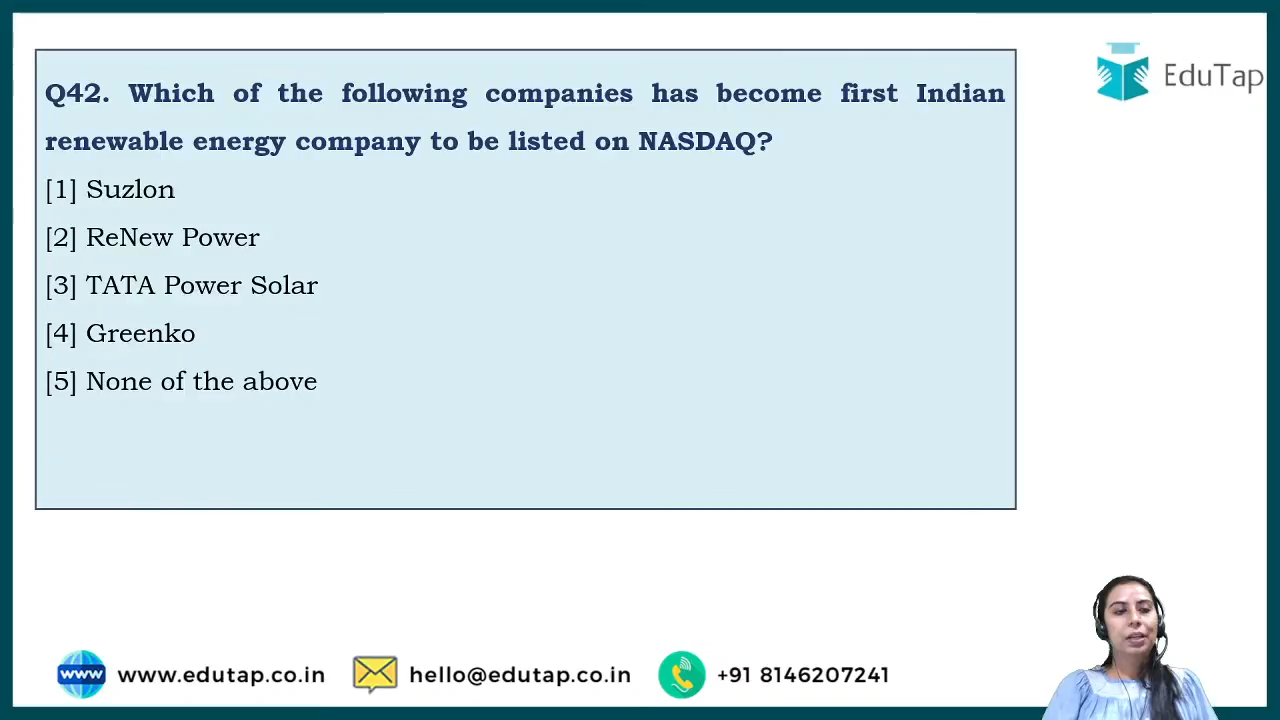 EduTap
Q42. Which of the following companies has become first Indian
renewable energy company to be listed on NASDAQ?
[1] Suzlon
[2] ReNew Power
[3] TATA Power Solar
[4] Greenko
[5] None of the above
www www.edutap.co.in hello@edutap.co.in +91 8146207241